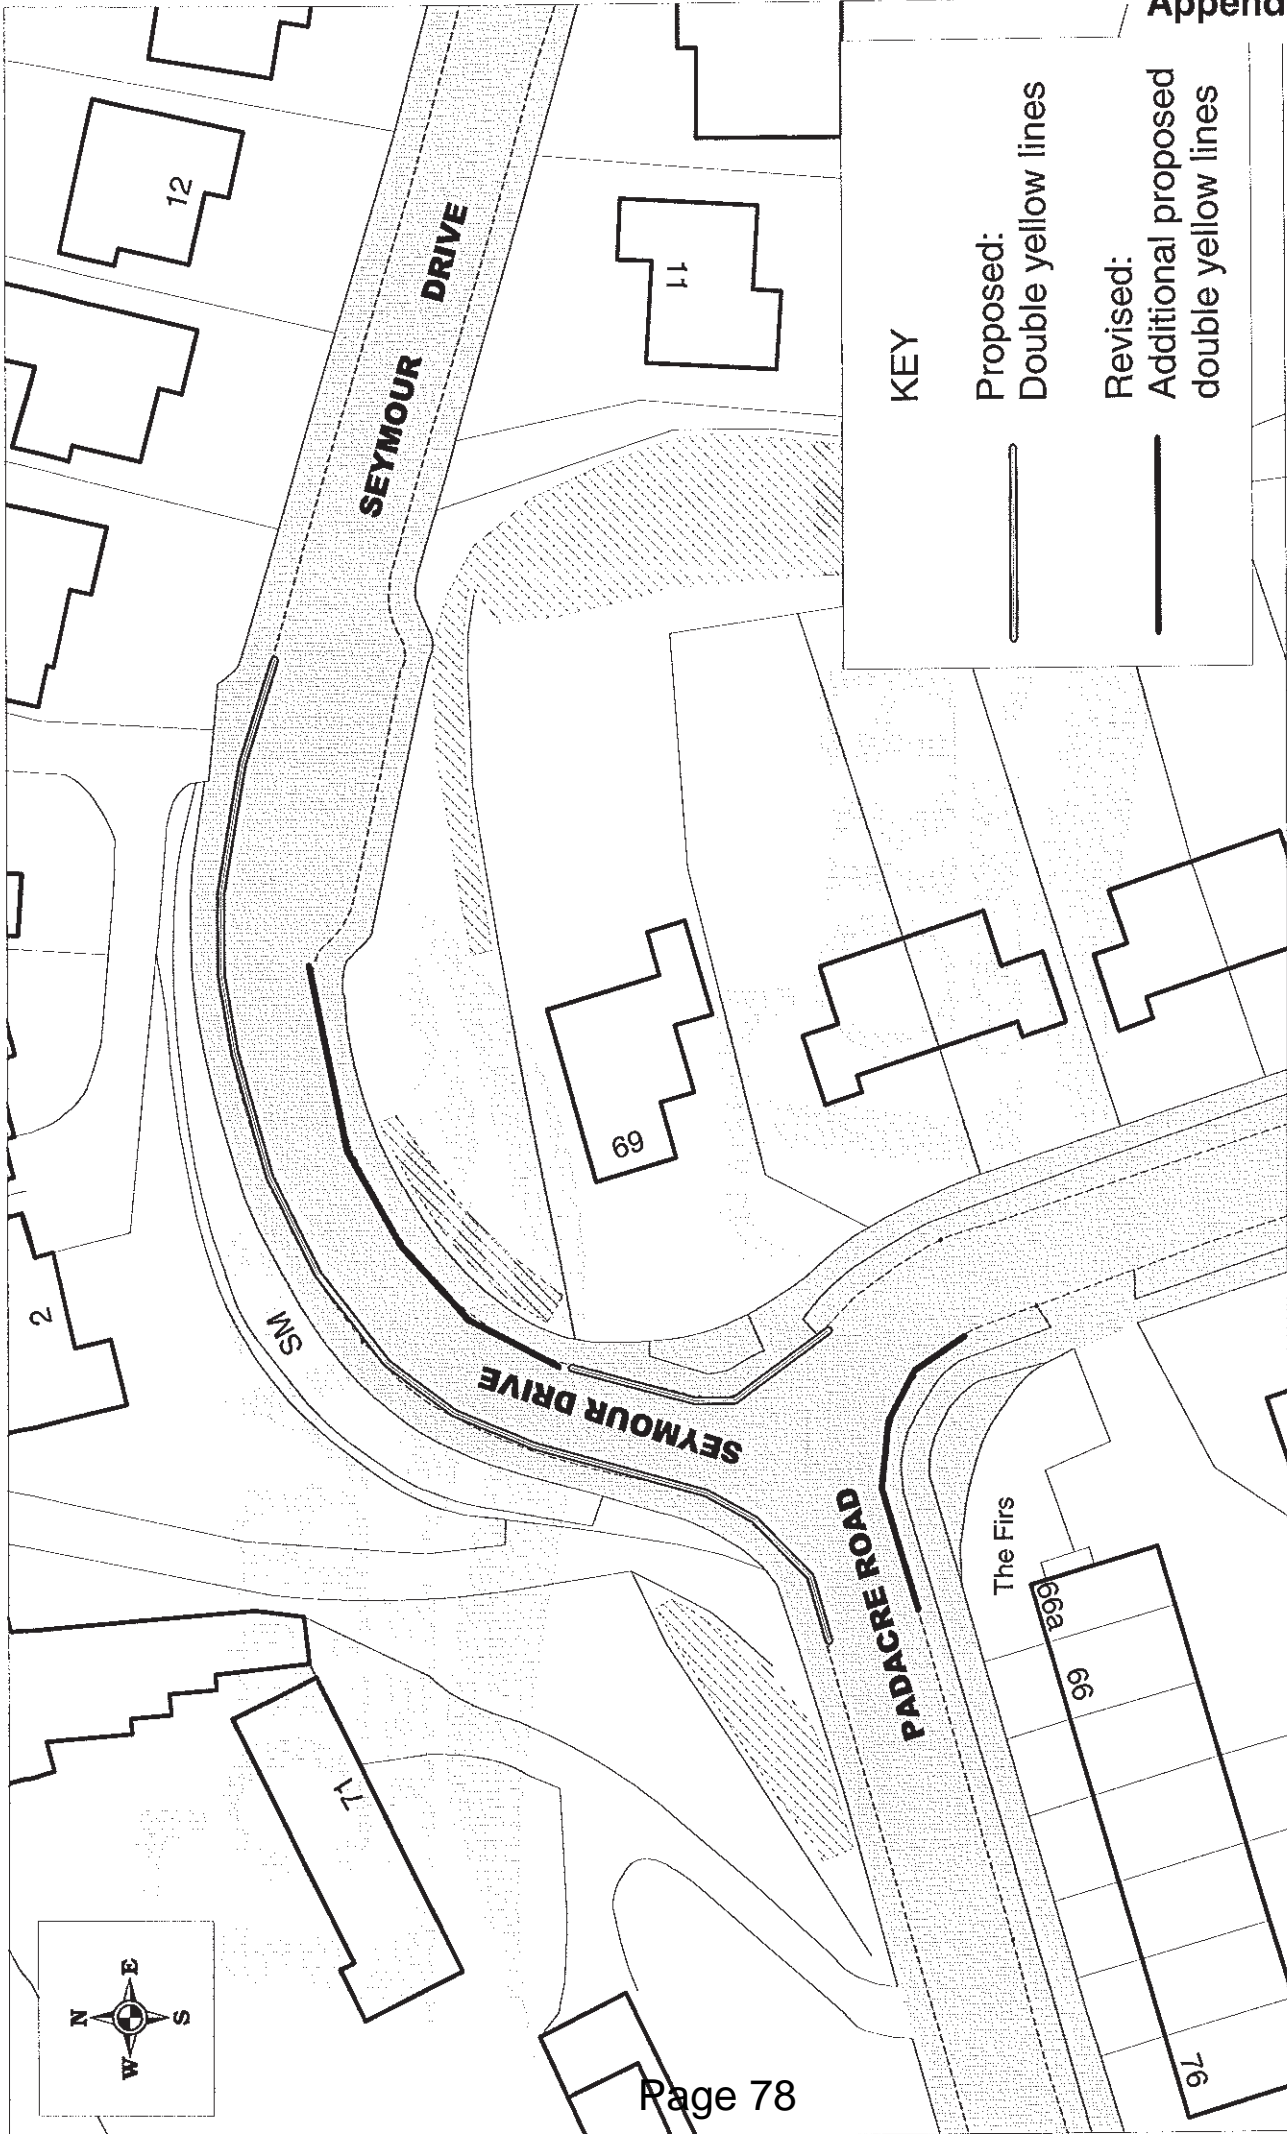 Append
12
SEYMOUR DRIVE
11
KEY
Proposed:
Double yellow lines
Revised:
Additional proposed
double yellow lines
2
SM
69
SEYMOUR DRIVE
PADACRE ROAD
The Firs
66a
66
71
76
N
W
E
S
Page 78